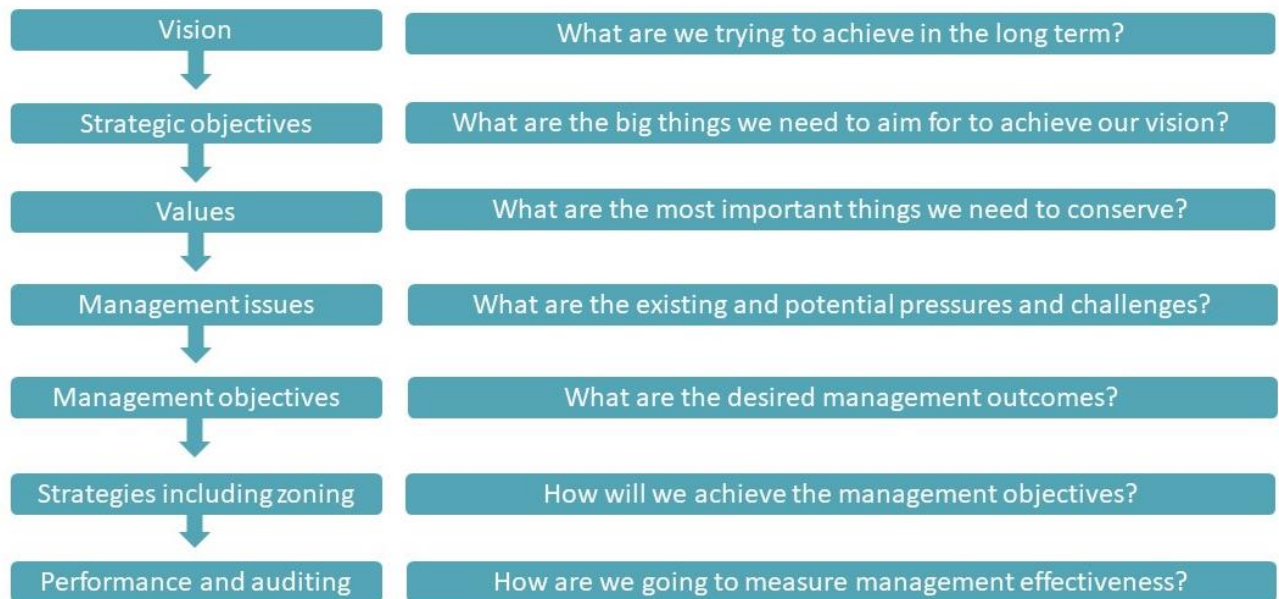 Vision
What are we trying to achieve in the long term?
Strategic objectives
What are the big things we need to aim for to achieve our vision?
Values
What are the most important things we need to conserve?
Management issues
What are the existing and potential pressures and challenges?
Management objectives
What are the desired management outcomes?
Strategies including zoning
How will we achieve the management objectives?
Performance and auditing
How are we going to measure management effectiveness?